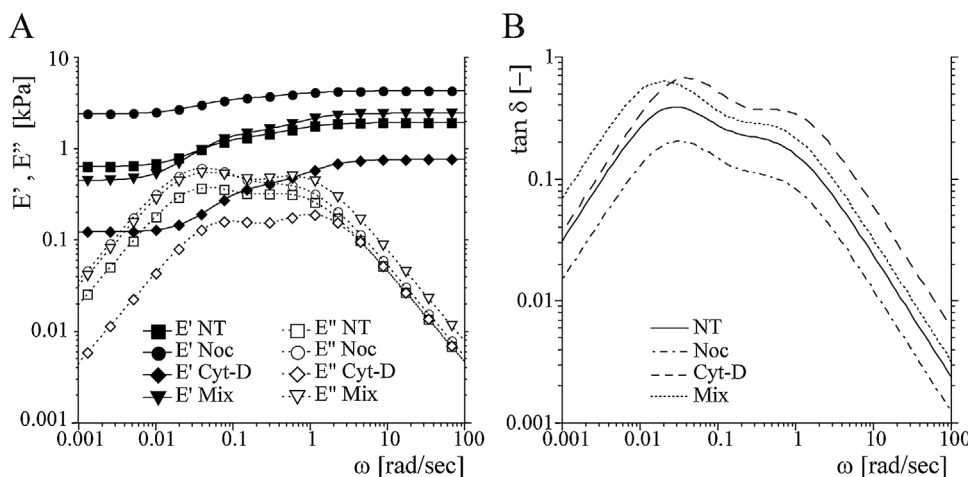 A
E', E" [kPa]
10
1
0.1
0.01
0.001
E' NT
E" NT
E' Noc
E" Noc
E' Cyt-D
E" Cyt-D
E' Mix
E" Mix
0.001
0.01
0.1
1
10
100
ω [rad/sec]
B
tan δ [–]
1
0.1
0.01
0.001
NT
Noc
Cyt-D
Mix
0.001
0.01
0.1
1
10
100
ω [rad/sec]